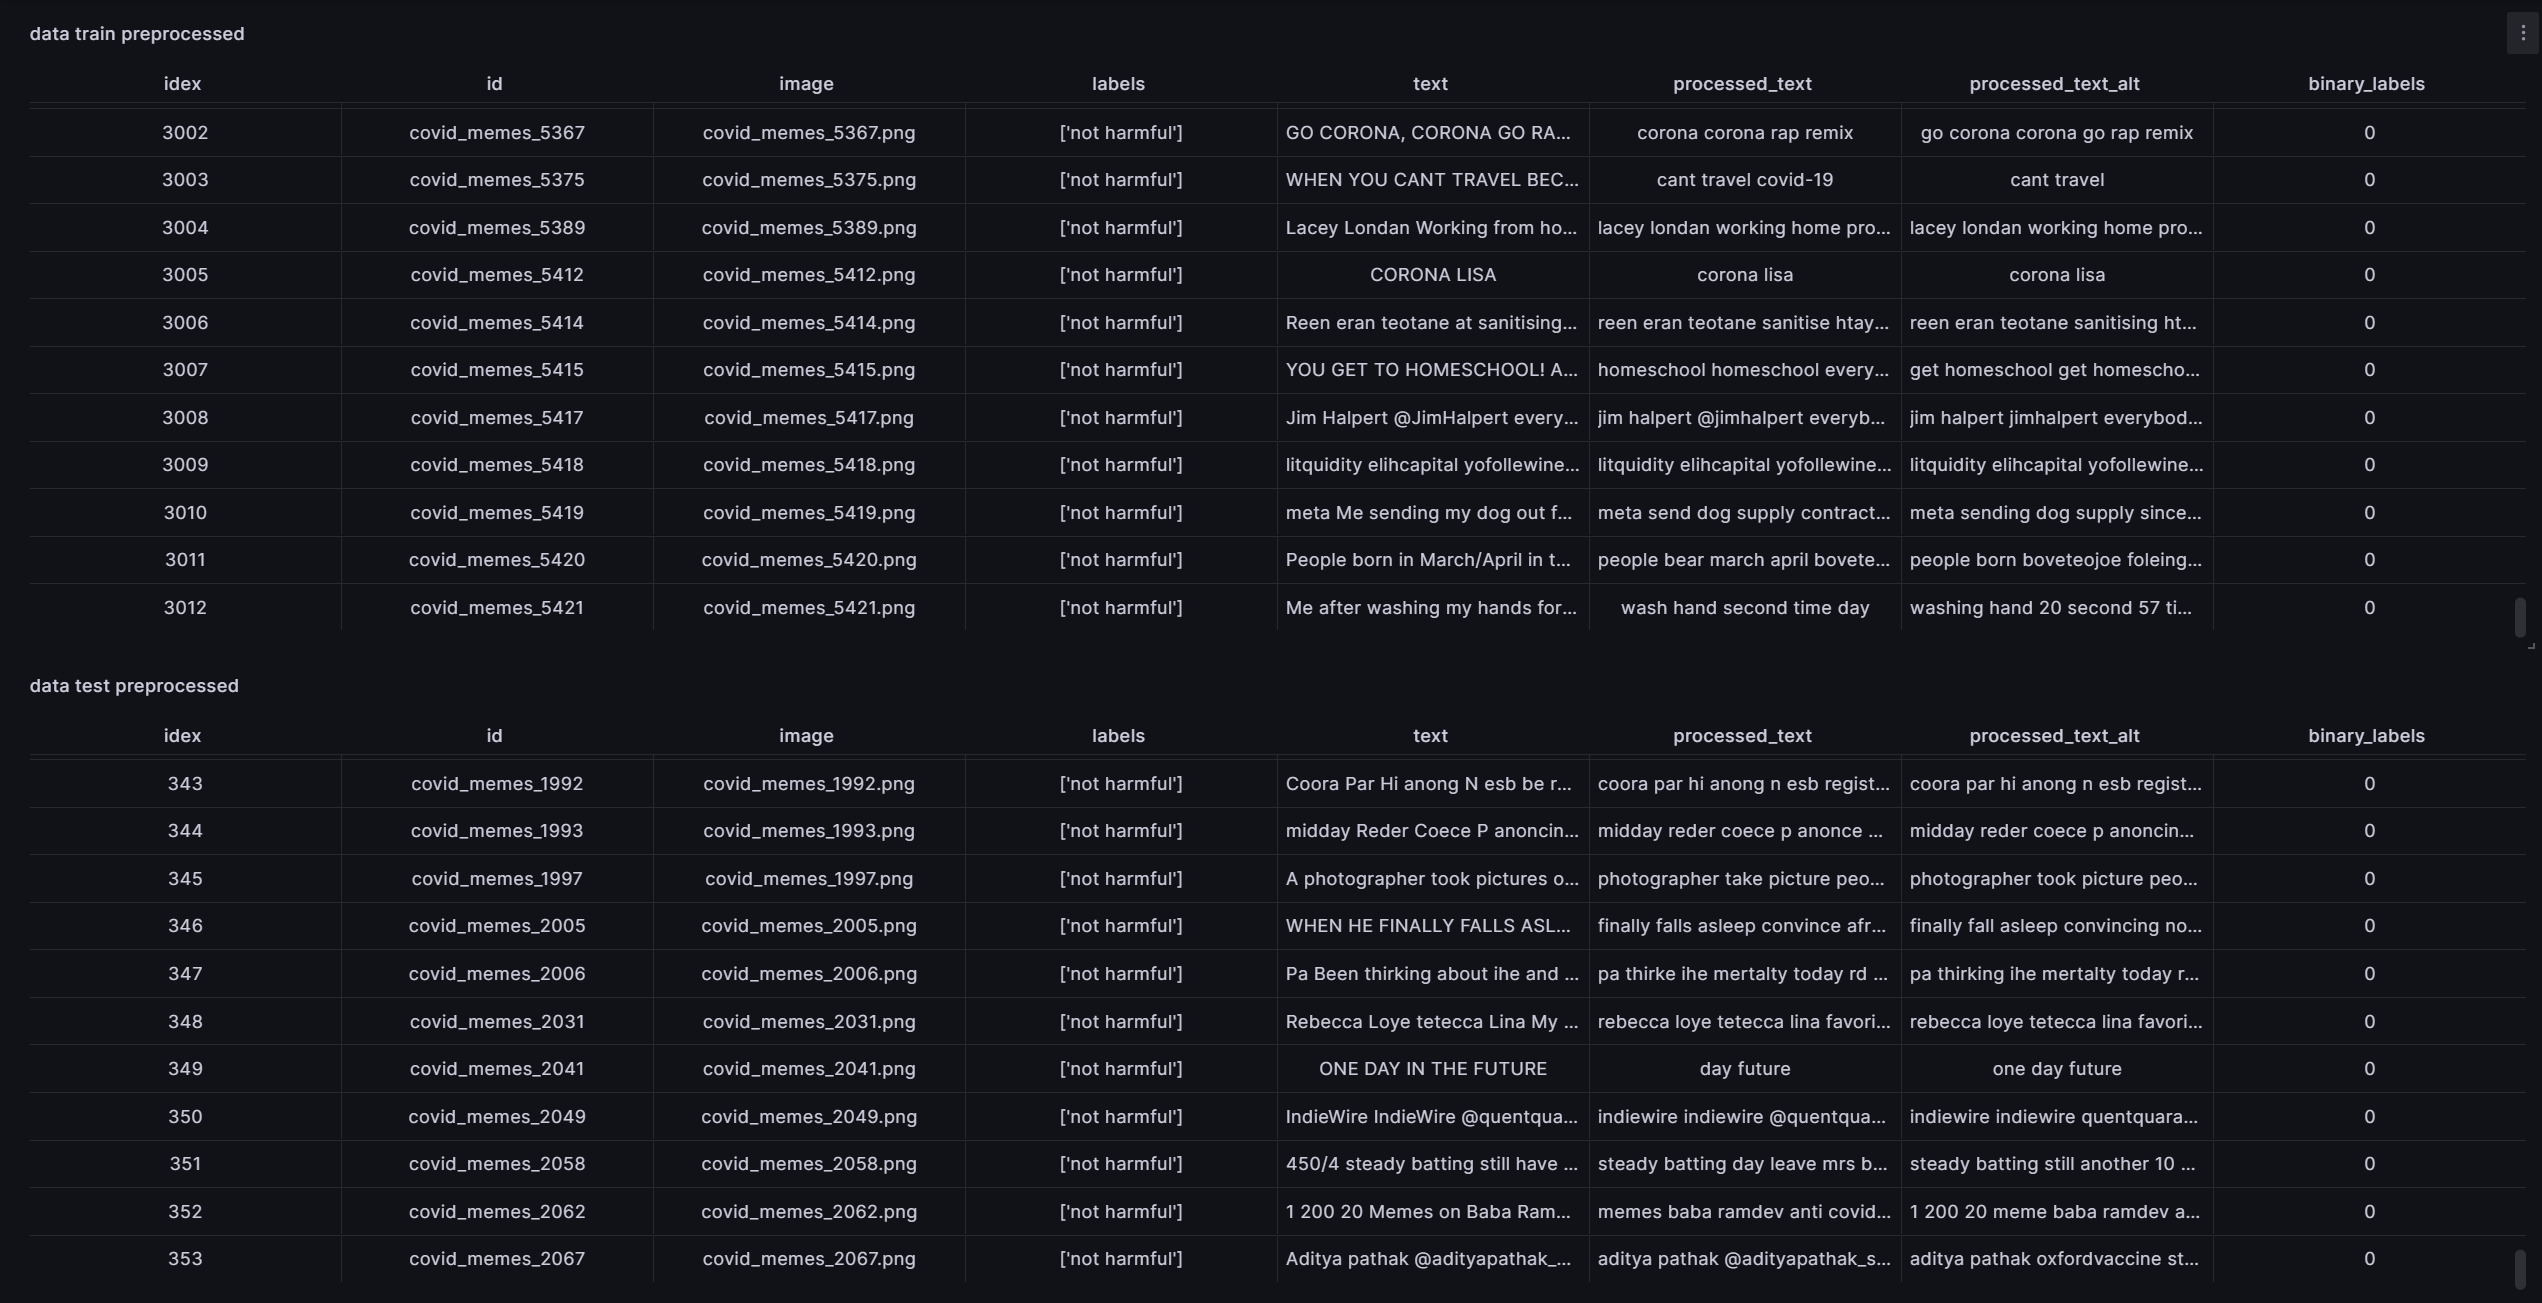 data train preprocessed
idex id image labels text processed_text processed_text_alt binary_labels
3002 covid_memes_5367 covid_memes_5367.png ['not harmful'] GO CORONA, CORONA GO RA... corona corona rap remix go corona corona go rap remix 0
3003 covid_memes_5375 covid_memes_5375.png ['not harmful'] WHEN YOU CANT TRAVEL BEC... cant travel covid-19 cant travel 0
3004 covid_memes_5389 covid_memes_5389.png ['not harmful'] Lacey Londan Working from ho... lacey londan working home pro... lacey londan working home pro... 0
3005 covid_memes_5412 covid_memes_5412.png ['not harmful'] CORONA LISA corona lisa corona lisa 0
3006 covid_memes_5414 covid_memes_5414.png ['not harmful'] Reen eran teotane at sanitising... reen eran teotane sanitise htay... reen eran teotane sanitising ht... 0
3007 covid_memes_5415 covid_memes_5415.png ['not harmful'] YOU GET TO HOMESCHOOL! A... homeschool homeschool every... get homeschool get homescho... 0
3008 covid_memes_5417 covid_memes_5417.png ['not harmful'] Jim Halpert @JimHalpert every... jim halpert @jimhalpert everyb... jim halpert jimhalpert everybod... 0
3009 covid_memes_5418 covid_memes_5418.png ['not harmful'] litquidity elihcapital yofollewine... litquidity elihcapital yofollewine... litquidity elihcapital yofollewine... 0
3010 covid_memes_5419 covid_memes_5419.png ['not harmful'] meta Me sending my dog out f... meta send dog supply contract... meta sending dog supply since... 0
3011 covid_memes_5420 covid_memes_5420.png ['not harmful'] People born in March/April in t... people bear march april bovete... people born boveteojoe foleing... 0
3012 covid_memes_5421 covid_memes_5421.png ['not harmful'] Me after washing my hands for... wash hand second time day washing hand 20 second 57 ti... 0
data test preprocessed
idex id image labels text processed_text processed_text_alt binary_labels
343 covid_memes_1992 covid_memes_1992.png ['not harmful'] Coora Par Hi anong N esb be r... coora par hi anong n esb regist... coora par hi anong n esb regist... 0
344 covid_memes_1993 covid_memes_1993.png ['not harmful'] midday Reder Coece P anoncin... midday reder coece p anonce ... midday reder coece p anoncin... 0
345 covid_memes_1997 covid_memes_1997.png ['not harmful'] A photographer took pictures o... photographer take picture peo... photographer took picture peo... 0
346 covid_memes_2005 covid_memes_2005.png ['not harmful'] WHEN HE FINALLY FALLS ASL... finally falls asleep convince afr... finally fall asleep convincing no... 0
347 covid_memes_2006 covid_memes_2006.png ['not harmful'] Pa Been thirking about ihe and ... pa thirke ihe mertalty today rd ... pa thirking ihe mertalty today r... 0
348 covid_memes_2031 covid_memes_2031.png ['not harmful'] Rebecca Loye tetecca Lina My ... rebecca loye tetecca lina favori... rebecca loye tetecca lina favori... 0
349 covid_memes_2041 covid_memes_2041.png ['not harmful'] ONE DAY IN THE FUTURE day future one day future 0
350 covid_memes_2049 covid_memes_2049.png ['not harmful'] IndieWire IndieWire @quentqua... indiewire indiewire @quentqua... indiewire indiewire quentquara... 0
351 covid_memes_2058 covid_memes_2058.png ['not harmful'] 450/4 steady batting still have ... steady batting day leave mrs b... steady batting still another 10 ... 0
352 covid_memes_2062 covid_memes_2062.png ['not harmful'] 1 200 20 Memes on Baba Ram... memes baba ramdev anti covid... 1 200 20 meme baba ramdev a... 0
353 covid_memes_2067 covid_memes_2067.png ['not harmful'] Aditya pathak @adityapathak_... aditya pathak @adityapathak_s... aditya pathak oxfordvaccine st... 0